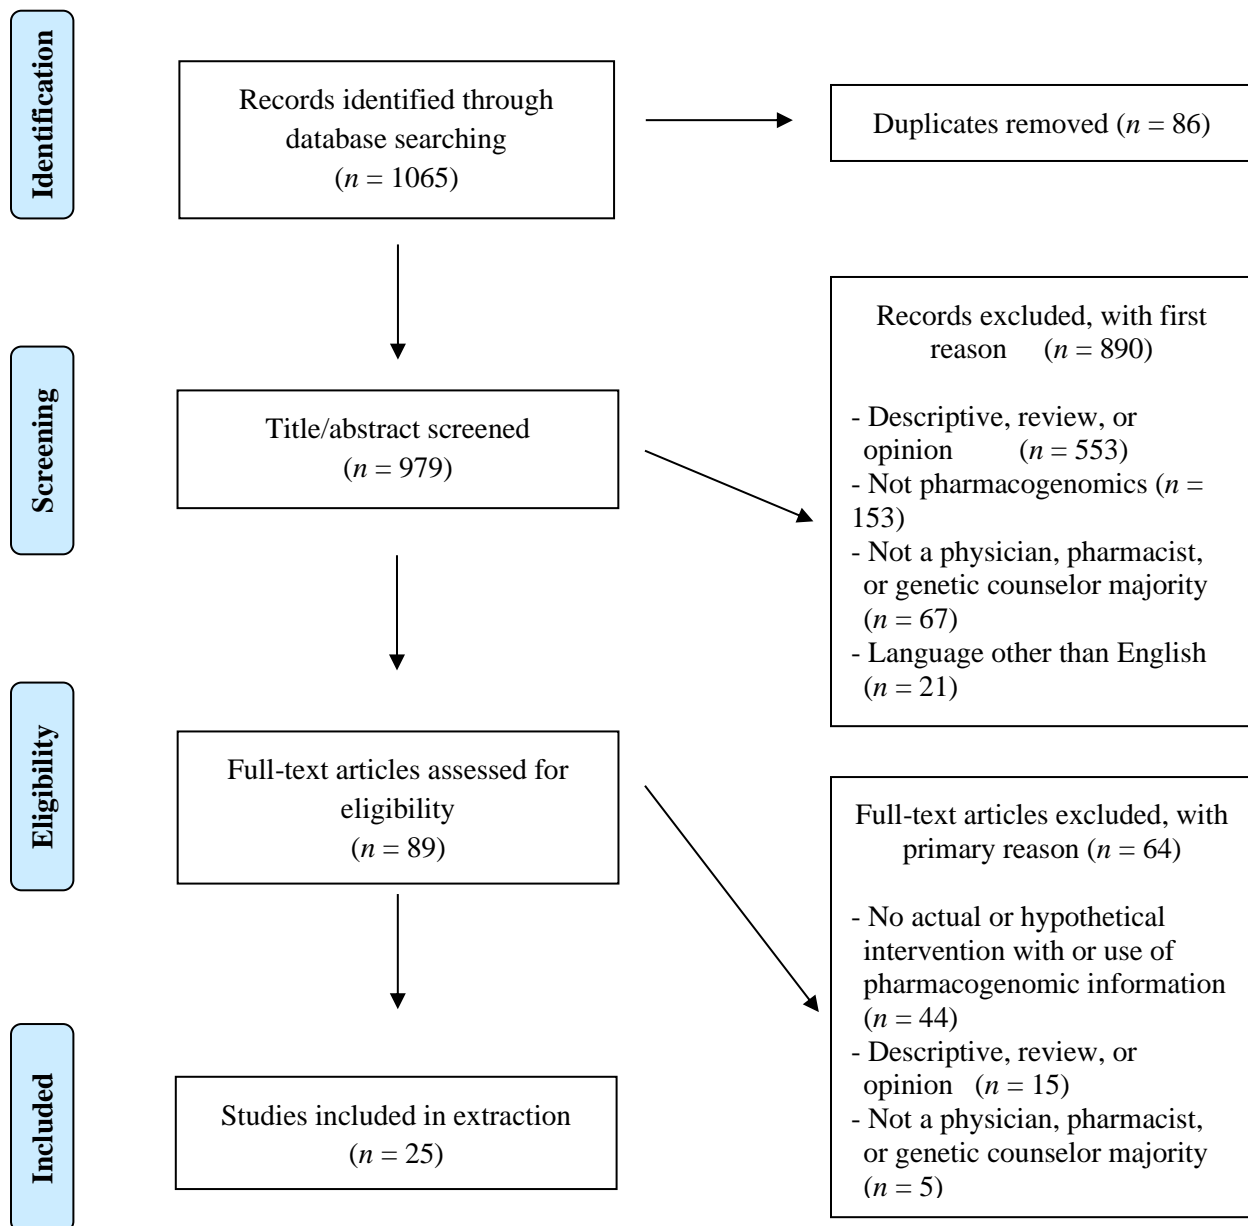 Identification
Records identified through
database searching
(n = 1065)
Duplicates removed (n = 86)
Screening
Title/abstract screened
(n = 979)
Records excluded, with first
reason (n = 890)
- Descriptive, review, or
opinion (n = 553)
- Not pharmacogenomics (n =
153)
- Not a physician, pharmacist,
or genetic counselor majority
(n = 67)
- Language other than English
(n = 21)
Eligibility
Full-text articles assessed for
eligibility
(n = 89)
Full-text articles excluded, with
primary reason (n = 64)
- No actual or hypothetical
intervention with or use of
pharmacogenomic information
(n = 44)
- Descriptive, review, or
opinion (n = 15)
- Not a physician, pharmacist,
or genetic counselor majority
(n = 5)
Included
Studies included in extraction
(n = 25)